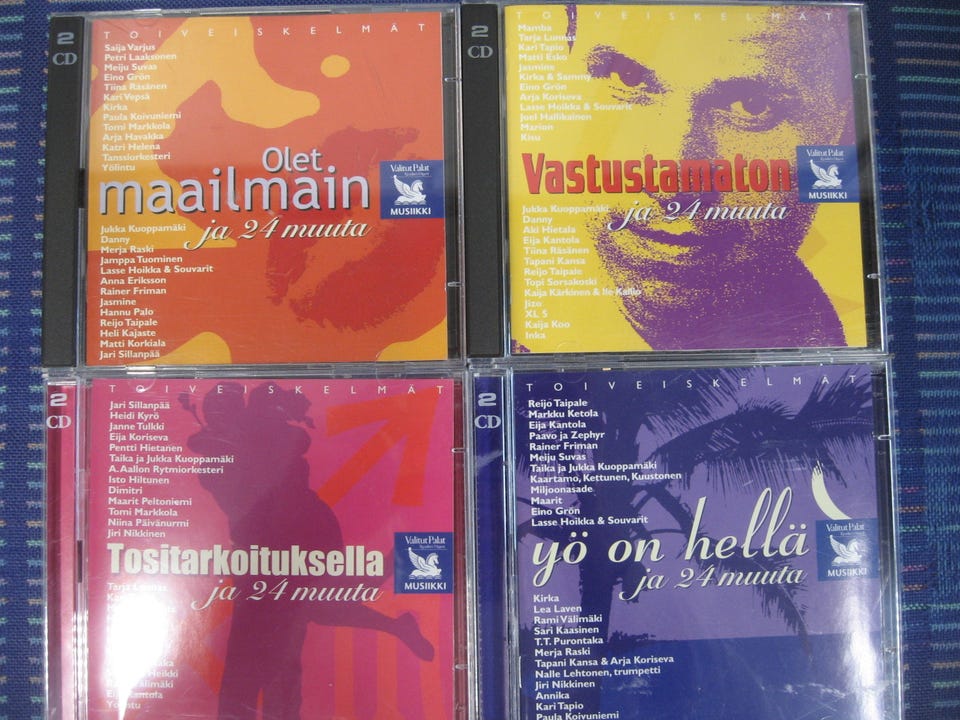 2
CD
TOIVEISKELMÄT
Saija Varjus
Petri Laaksonen
Meiju Suvas
Eino Grön
Tiina Räsänen
Kari Vepsä
Kirka
Paula Koivuniemi
Tomi Markkola
Arja Havakka
Katri Helena
Tanssiorkesteri
Yölintu
Olet
maailmain
ja 24 muuta
Valitut Palat
Reader's Digest
MUSIIKKI
Jukka Kuoppamäki
Danny
Merja Raski
Jamppa Tuominen
Lasse Hoikka & Souvarit
Anna Eriksson
Rainer Friman
Jasmine
Hannu Palo
Reijo Taipale
Heli Kajaste
Matti Korkiala
Jari Sillanpää
2
CD
TOIVEISKELMÄT
Mamba
Tarja Lunnas
Kari Tapio
Matti Esko
Jasmine
Kirka & Sammy
Eino Grön
Arja Koriseva
Lasse Hoikka & Souvarit
Joel Hallikainen
Marion
Kisu
Vastustamaton
ja 24 muuta
Valitut Palat
Reader's Digest
MUSIIKKI
Jukka Kuoppamäki
Danny
Aki Hietala
Eija Kantola
Tiina Räsänen
Tapani Kansa
Reijo Taipale
Topi Sorsakoski
Kaija Kärkinen & Ile Kallio
Jizo
XL 5
Kaija Koo
Inka
2
CD
TOIVEISKELMÄT
Jari Sillanpää
Heidi Kyrö
Janne Tulkki
Eija Koriseva
Pentti Hietanen
Taika ja Jukka Kuoppamäki
A. Aallon Rytmiorkesteri
Isto Hiltunen
Dimitri
Maarit Peltoniemi
Tomi Markkola
Niina Päivänurmi
Jiri Nikkinen
Tositarkoituksella
ja 24 muuta
Valitut Palat
Reader's Digest
MUSIIKKI
Tarja Lunnas
Heikki
Välimäki
Eija Kantola
Yölintu
2
CD
TOIVEISKELMÄT
Reijo Taipale
Markku Ketola
Eija Kantola
Paavo ja Zephyr
Rainer Friman
Meiju Suvas
Taika ja Jukka Kuoppamäki
Kaartamo, Kettunen, Kuustonen
Miljoonasade
Maarit
Eino Grön
Lasse Hoikka & Souvarit
yö on hellä
ja 24 muuta
Valitut Palat
Reader's Digest
MUSIIKKI
Kirka
Lea Laven
Rami Välimäki
Sari Kaasinen
T.T. Purontaka
Merja Raski
Tapani Kansa & Arja Koriseva
Nalle Lehtonen, trumpetti
Jiri Nikkinen
Annika
Kari Tapio
Paula Koivuniemi